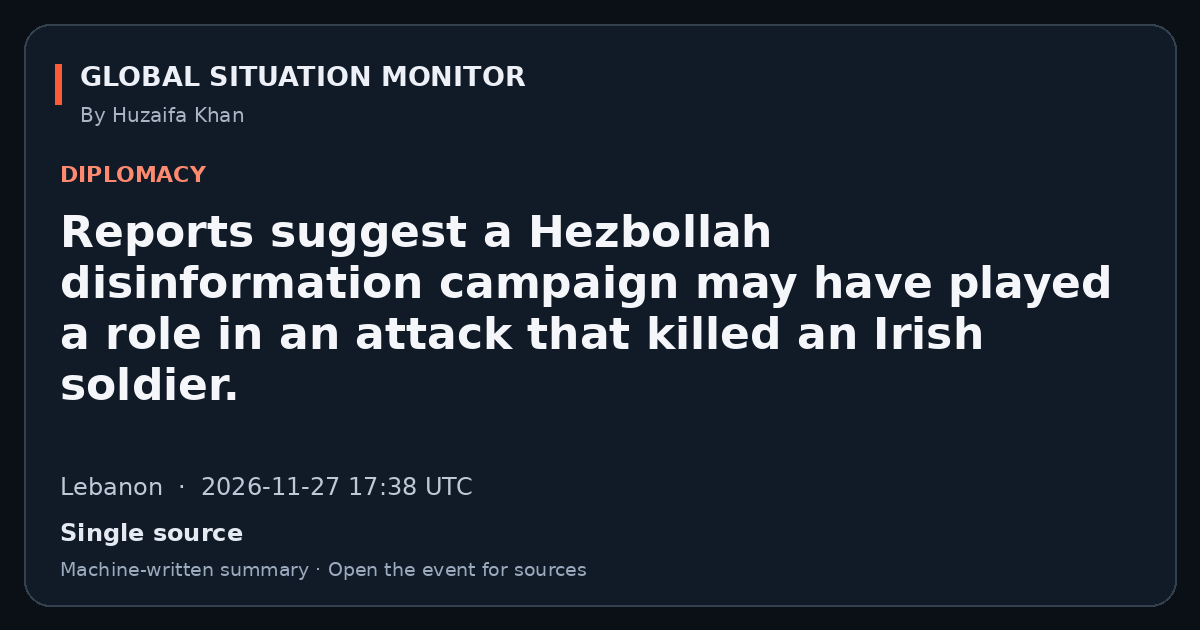 GLOBAL SITUATION MONITOR
By Huzaifa Khan
DIPLOMACY
Reports suggest a Hezbollah
disinformation campaign may have played
a role in an attack that killed an Irish
soldier.
Lebanon · 2026-11-27 17:38 UTC
Single source
Machine-written summary · Open the event for sources